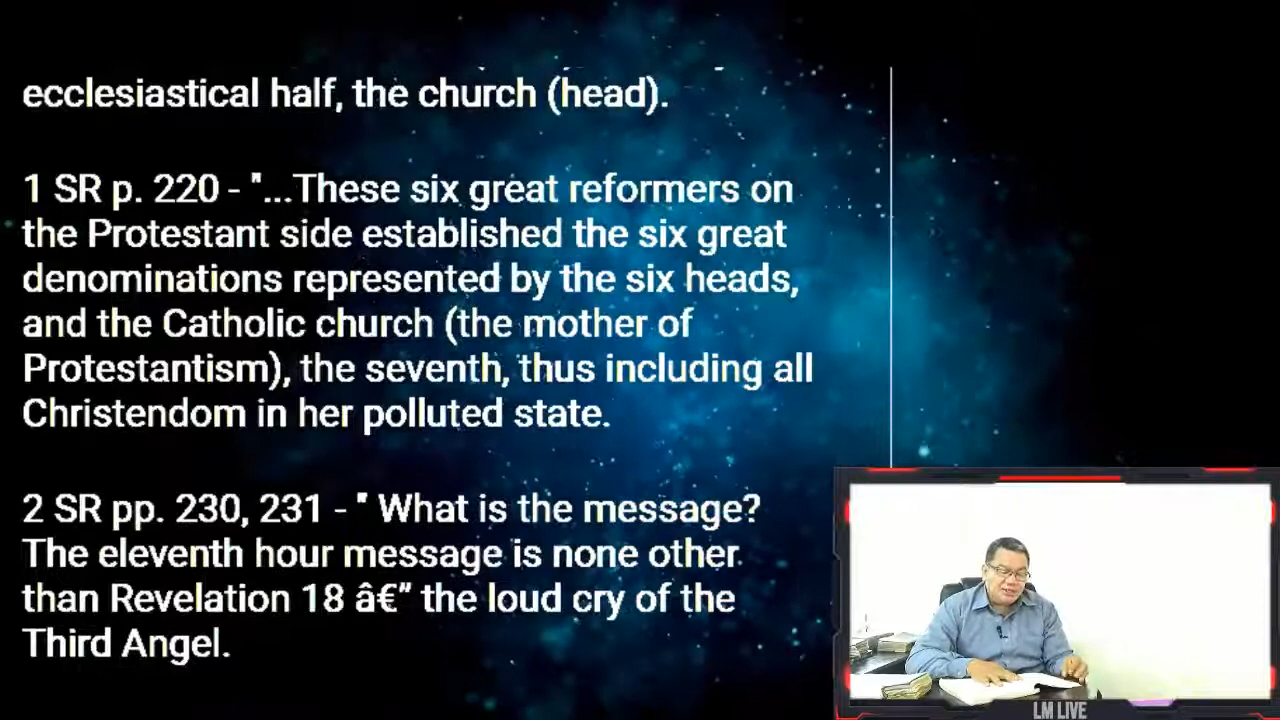 ecclesiastical half, the church (head).
1 SR p. 220 - "...These six great reformers on
the Protestant side established the six great
denominations represented by the six heads,
and the Catholic church (the mother of
Protestantism), the seventh, thus including all
Christendom in her polluted state.
2 SR pp. 230, 231 - " What is the message?
The eleventh hour message is none other
than Revelation 18 â€” the loud cry of the
Third Angel.
LM LIVE